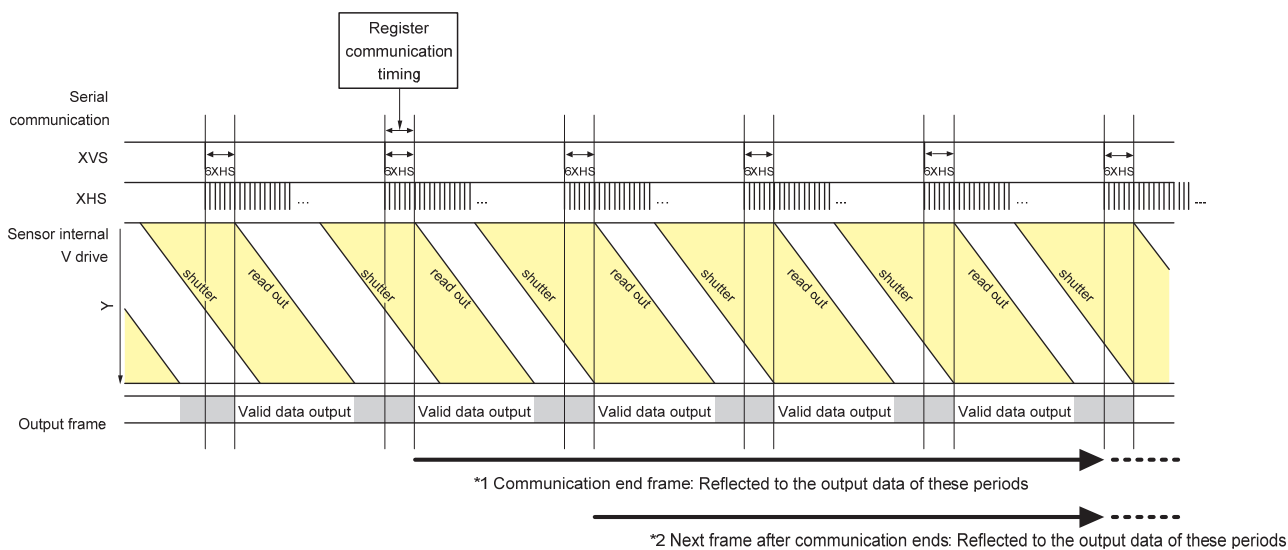 Register
communication
timing
Serial
communication
XVS
6XHS 6XHS 6XHS 6XHS 6XHS 6XHS
XHS
... ... ... ... ... ...
Sensor internal
V drive
Y
shutter read out shutter read out shutter read out shutter read out shutter read out shutter
Output frame
Valid data output Valid data output Valid data output Valid data output Valid data output
*1 Communication end frame: Reflected to the output data of these periods
*2 Next frame after communication ends: Reflected to the output data of these periods